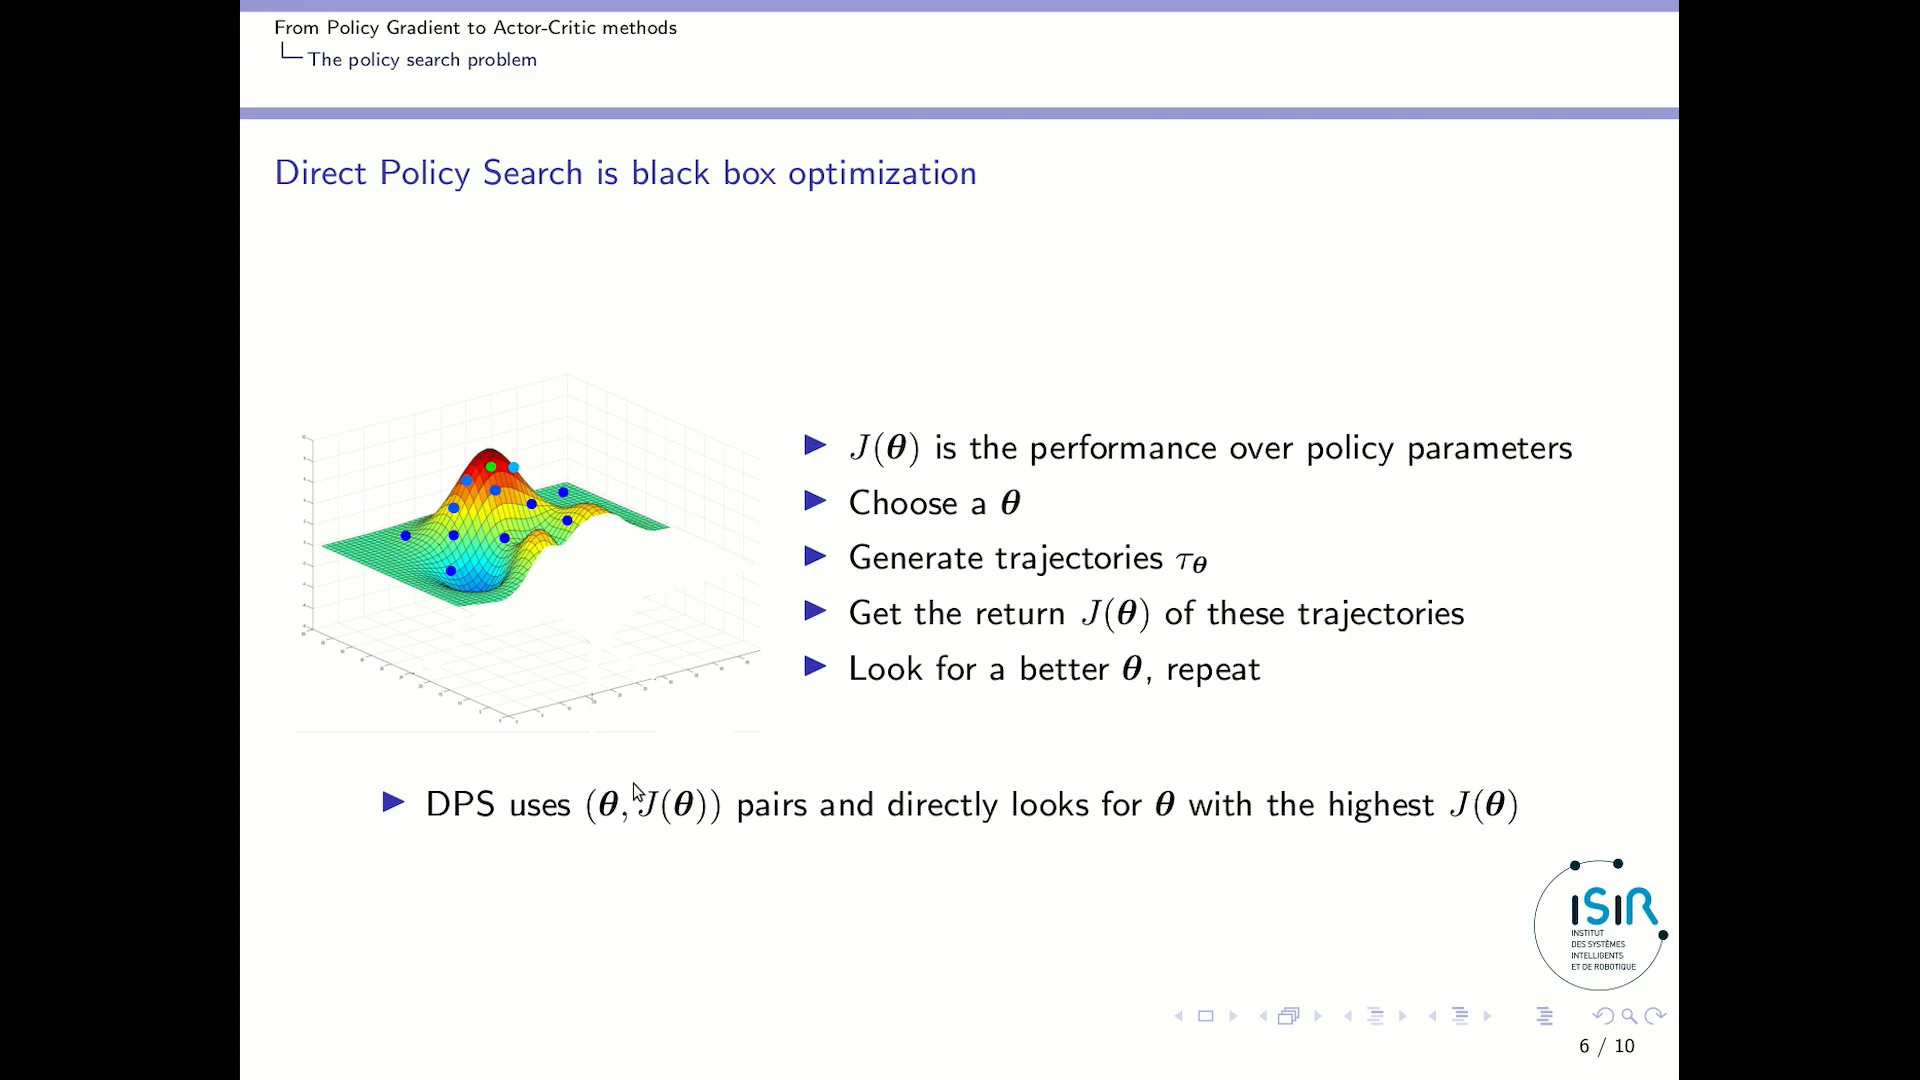 From Policy Gradient to Actor-Critic methods
The policy search problem
Direct Policy Search is black box optimization
▶ J(θ) is the performance over policy parameters
▶ Choose a θ
▶ Generate trajectories τ_θ
▶ Get the return J(θ) of these trajectories
▶ Look for a better θ, repeat
▶ DPS uses (θ, J(θ)) pairs and directly looks for θ with the highest J(θ)
ISIR
INSTITUT
DES SYSTÈMES
INTELLIGENTS
ET DE ROBOTIQUE
6 / 10